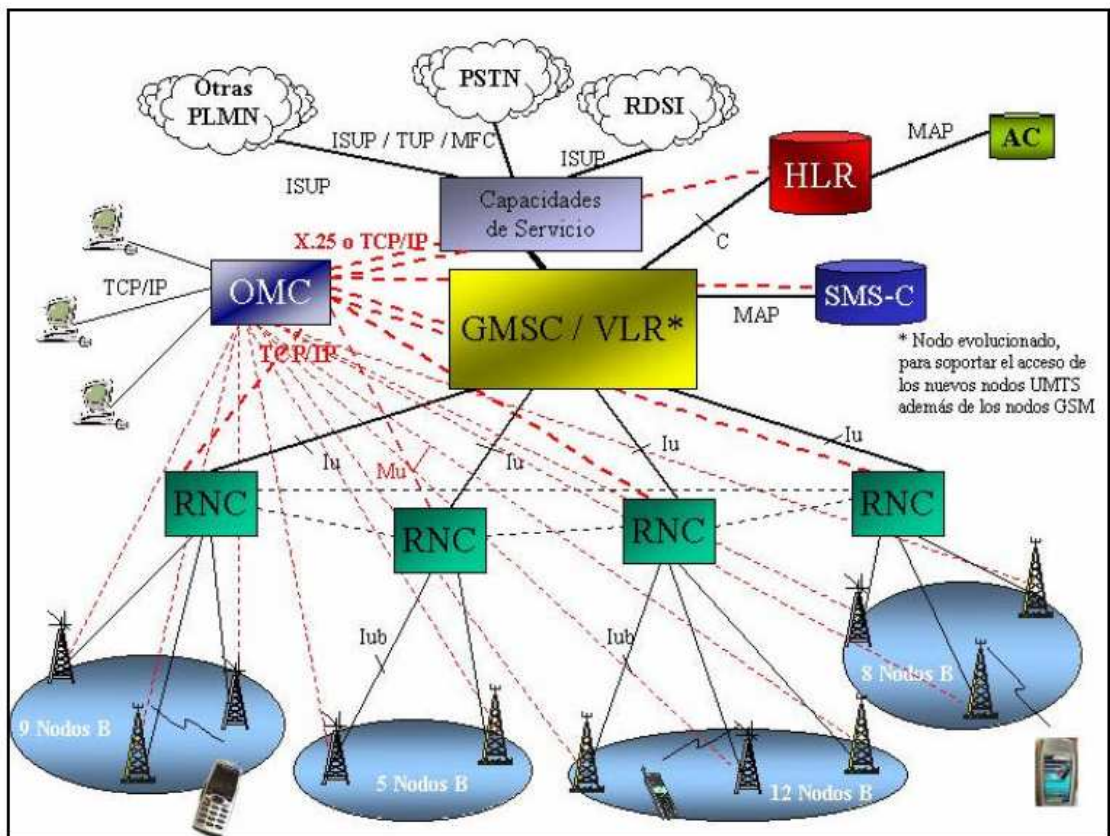 Otras
PLMN
PSTN
RDSI
ISUP / TUP / MFC
ISUP
ISUP
MAP
AC
HLR
Capacidades
de Servicio
C
X.25 o TCP/IP
TCP/IP
OMC
GMSC / VLR*
MAP
SMS-C
* Nodo evolucionado,
para soportar el acceso de
los nuevos nodos UMTS
además de los nodos GSM
TCP/IP
Iu
Mu
Iu
Iu
Iu
RNC
RNC
RNC
RNC
Iub
Iub
9 Nodos B
5 Nodos B
12 Nodos B
8 Nodos B